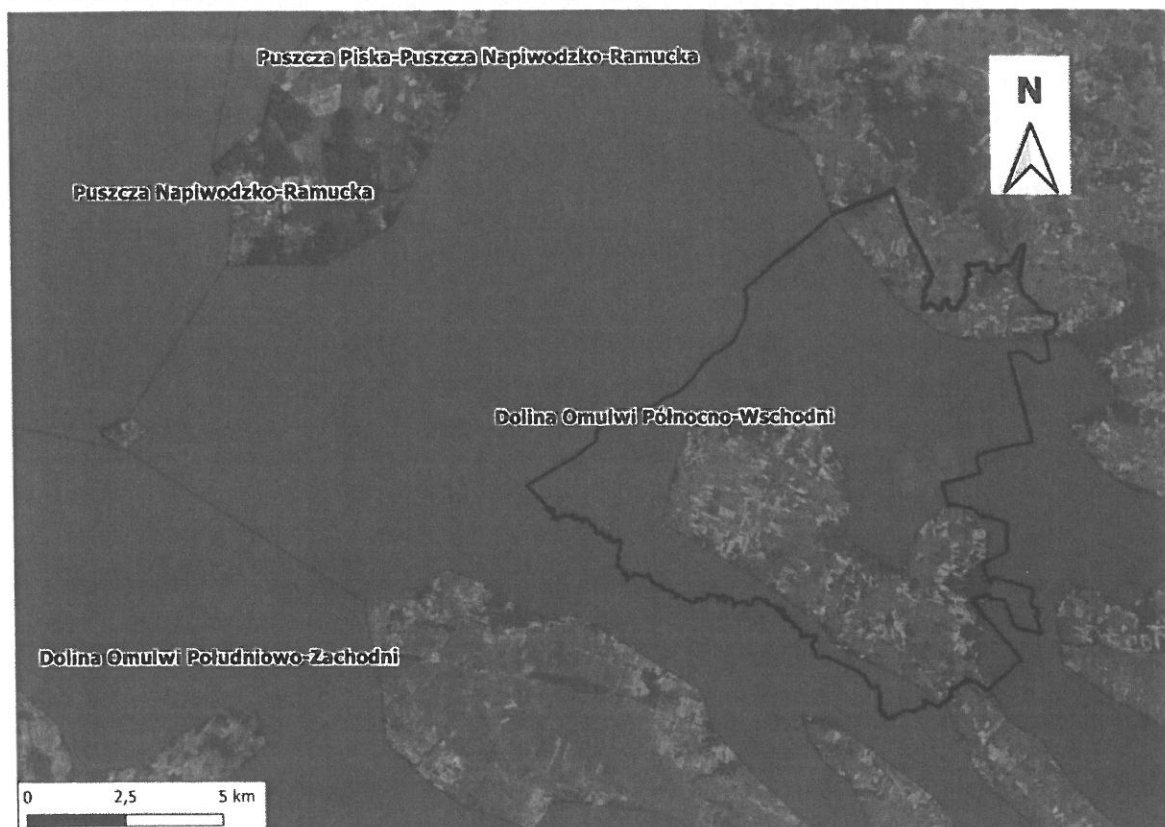 Puszcza Piska-Puszcza Napiwodzko-Ramucka
N
Puszcza Napiwodzko-Ramucka
Dolina Omulwi Północno-Wschodni
Dolina Omulwi Południowo-Zachodni
0 2,5 5 km